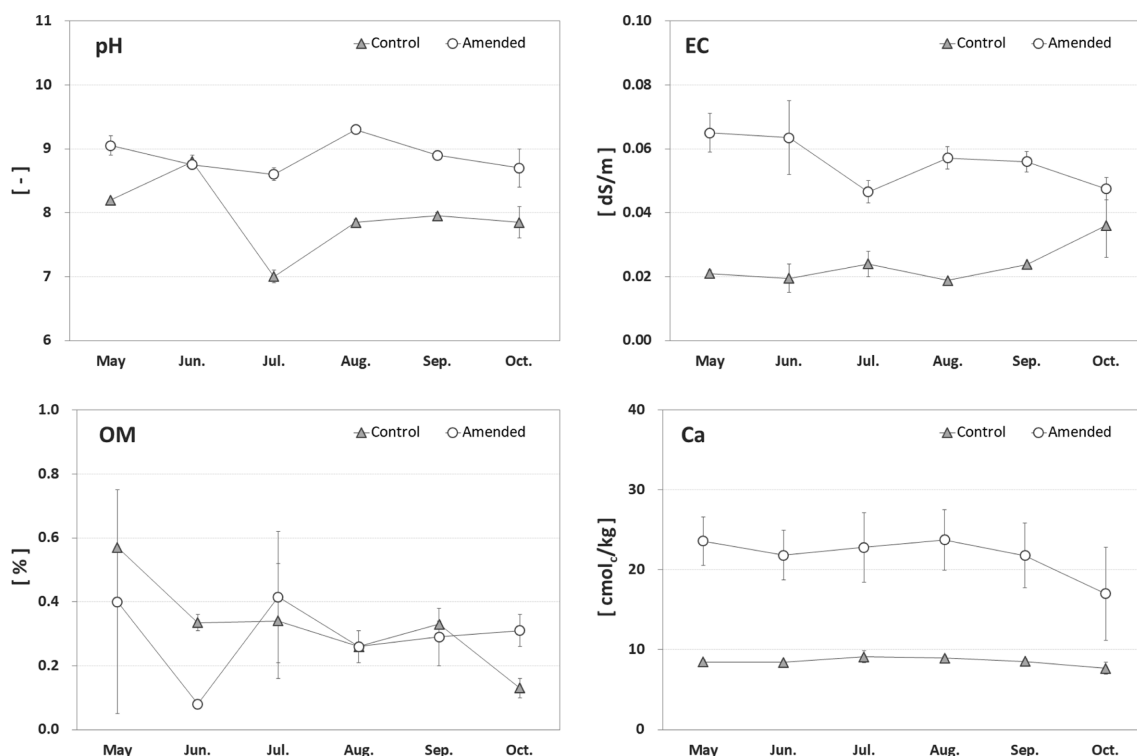 pH
Control Amended
[ - ]
11
10
9
8
7
6
May Jun. Jul. Aug. Sep. Oct.
EC
Control Amended
[ dS/m ]
0.10
0.08
0.06
0.04
0.02
0.00
May Jun. Jul. Aug. Sep. Oct.
OM
Control Amended
[ % ]
1.0
0.8
0.6
0.4
0.2
0.0
May Jun. Jul. Aug. Sep. Oct.
Ca
Control Amended
[ cmolc/kg ]
40
30
20
10
0
May Jun. Jul. Aug. Sep. Oct.